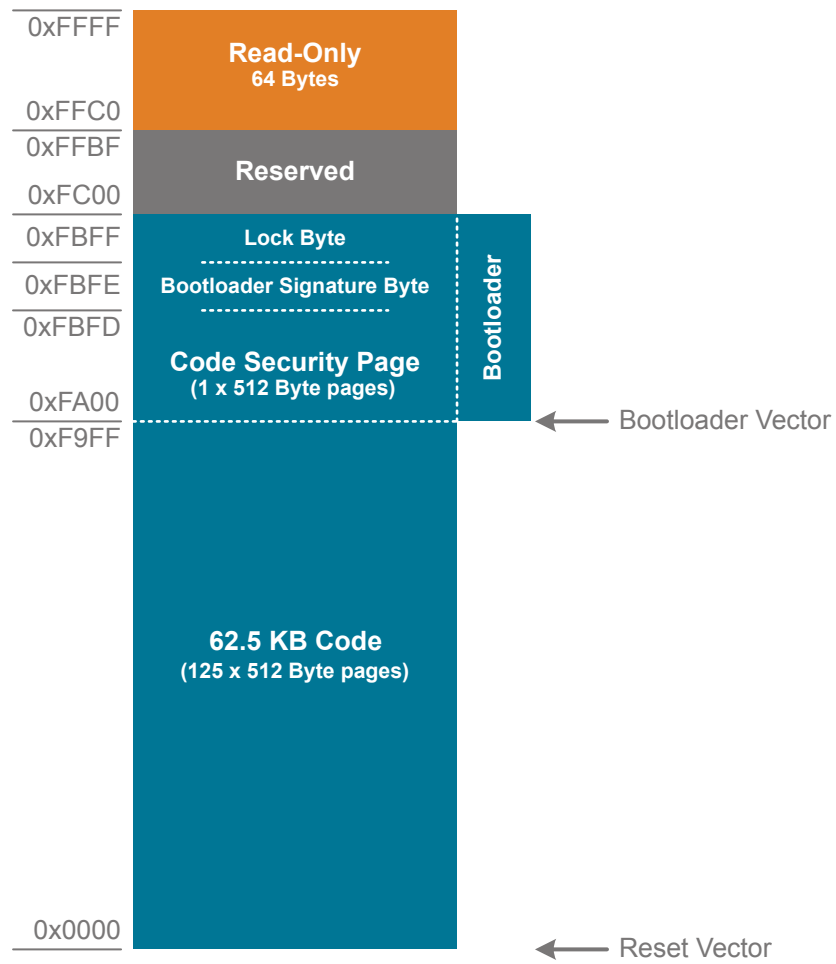 0xFFFF
Read-Only
64 Bytes
0xFFC0
0xFFBF
Reserved
0xFC00
0xFBFF
Lock Byte
0xFBFE
Bootloader Signature Byte
0xFBFD
Bootloader
Code Security Page
(1 x 512 Byte pages)
0xFA00
Bootloader Vector
0xF9FF
62.5 KB Code
(125 x 512 Byte pages)
0x0000
Reset Vector